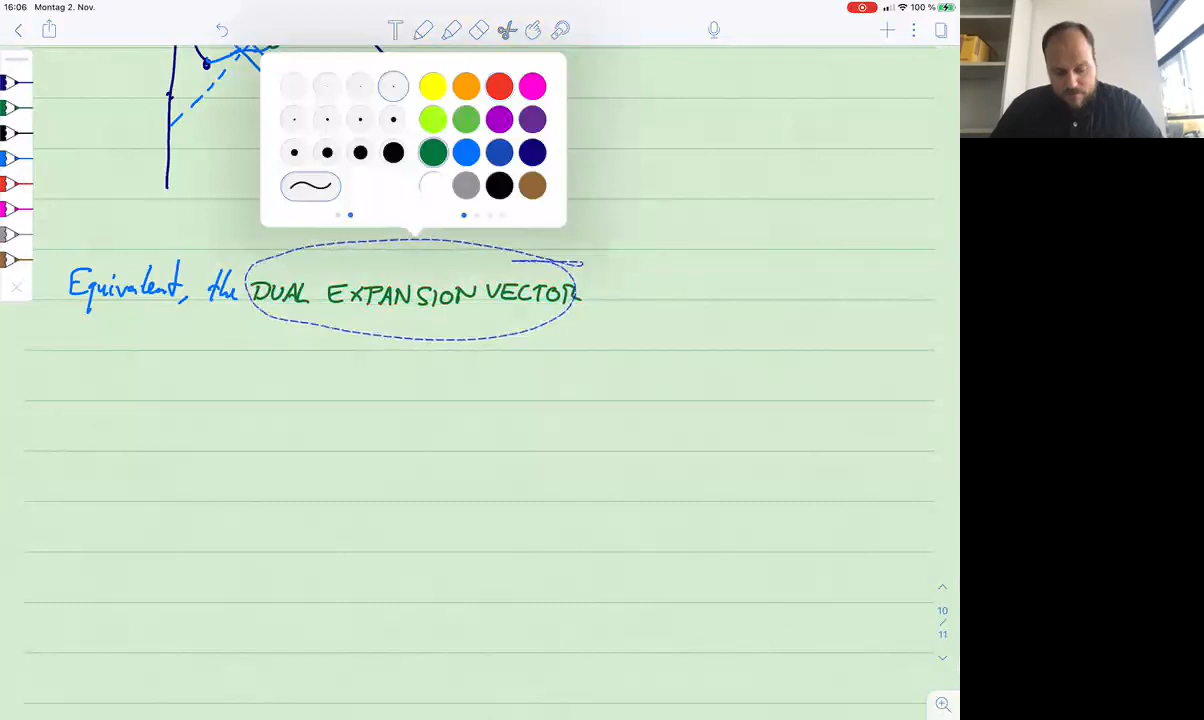 16:06 Montag 2. Nov.
100 %
T
Equivalent, the DUAL EXPANSION VECTOR
10
/
11